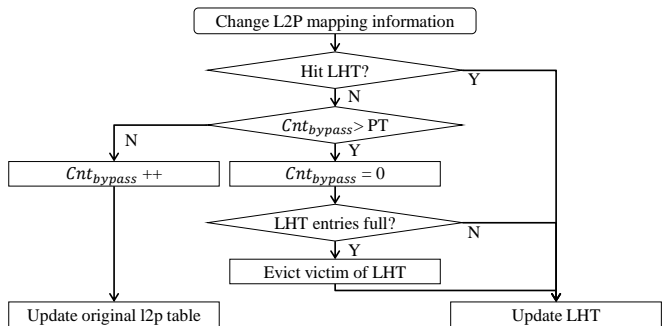 Change L2P mapping information
Hit LHT?
Y
N
Cnt_bypass > PT
N
Y
Cnt_bypass ++
Cnt_bypass = 0
LHT entries full?
N
Y
Evict victim of LHT
Update original l2p table
Update LHT